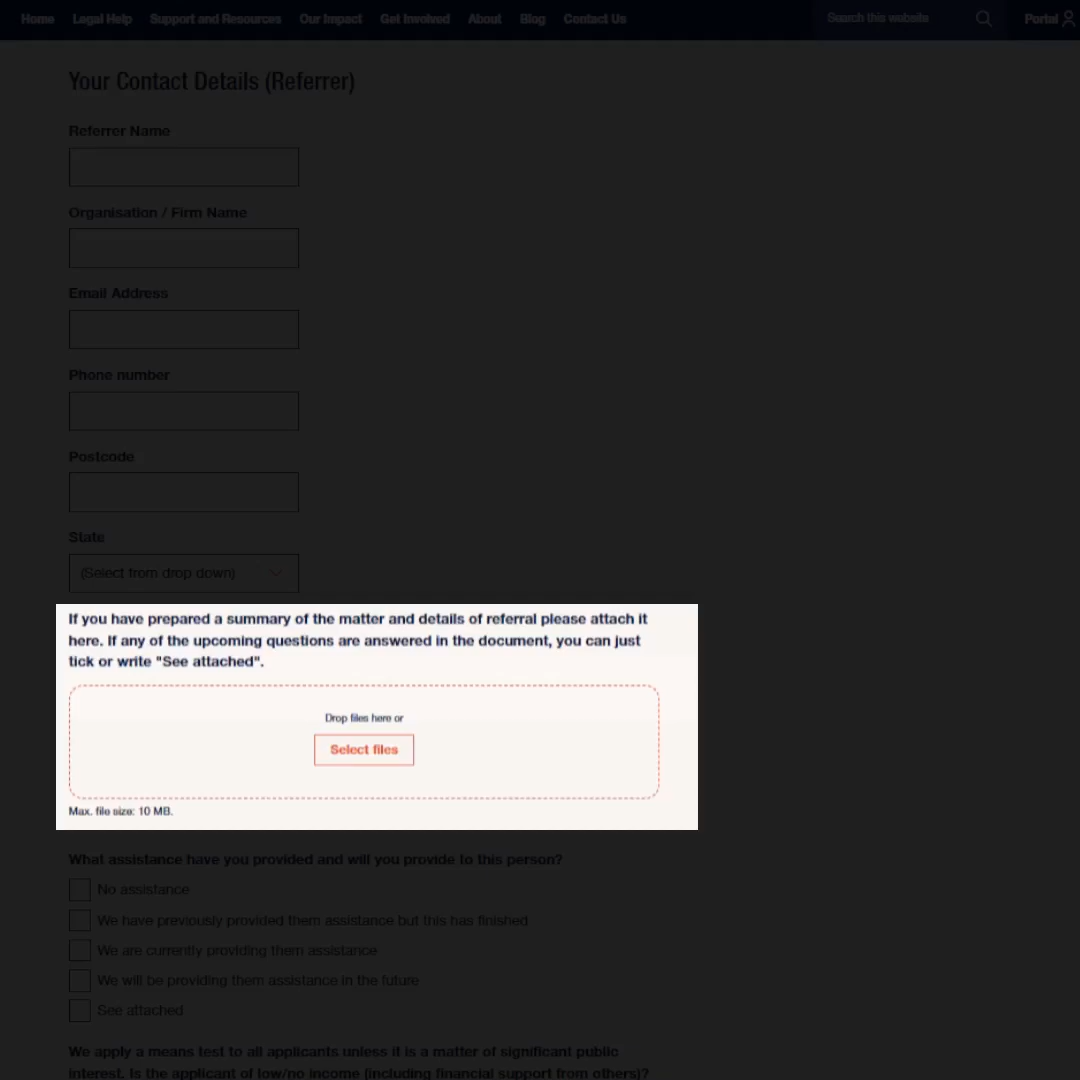 Home Legal Help Support and Resources Our Impact Get Involved About Blog Contact Us Search this website Portal
Your Contact Details (Referrer)
Referrer Name
Organisation / Firm Name
Email Address
Phone number
Postcode
State
(Select from drop down)
If you have prepared a summary of the matter and details of referral please attach it
here. If any of the upcoming questions are answered in the document, you can just
tick or write "See attached".
Drop files here or
Select files
Max. file size: 10 MB.
What assistance have you provided and will you provide to this person?
No assistance
We have previously provided them assistance but this has finished
We are currently providing them assistance
We will be providing them assistance in the future
See attached
We apply a means test to all applicants unless it is a matter of significant public
interest. Is the applicant of low/no income (including financial support from others)?